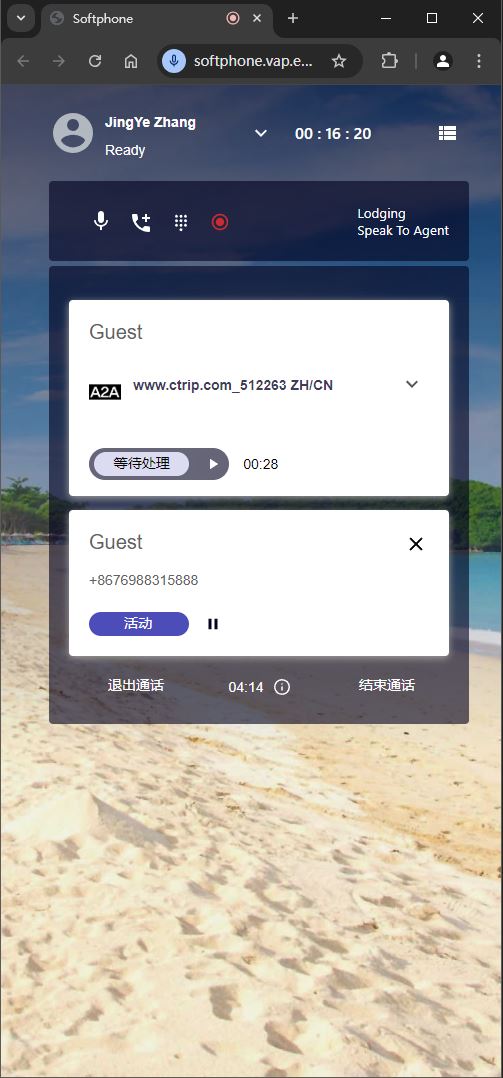 Softphone
softphone.vap.e...
JingYe Zhang
00 : 16 : 20
Ready
Lodging
Speak To Agent
Guest
A2A
www.ctrip.com_512263 ZH/CN
等待处理
00:28
Guest
+8676988315888
活动
退出通话
04:14
结束通话